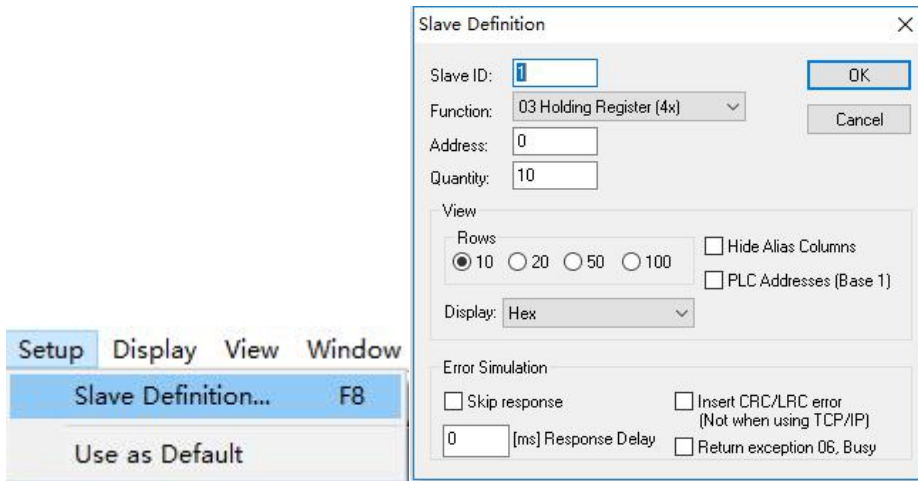 Setup Display View Window
Slave Definition... F8
Use as Default
Slave Definition
Slave ID: 1
OK
Function: 03 Holding Register (4x)
Cancel
Address: 0
Quantity: 10
View
Rows
10 20 50 100
Hide Alias Columns
PLC Addresses (Base 1)
Display: Hex
Error Simulation
Skip response
Insert CRC/LRC error
(Not when using TCP/IP)
0 [ms] Response Delay
Return exception 06, Busy